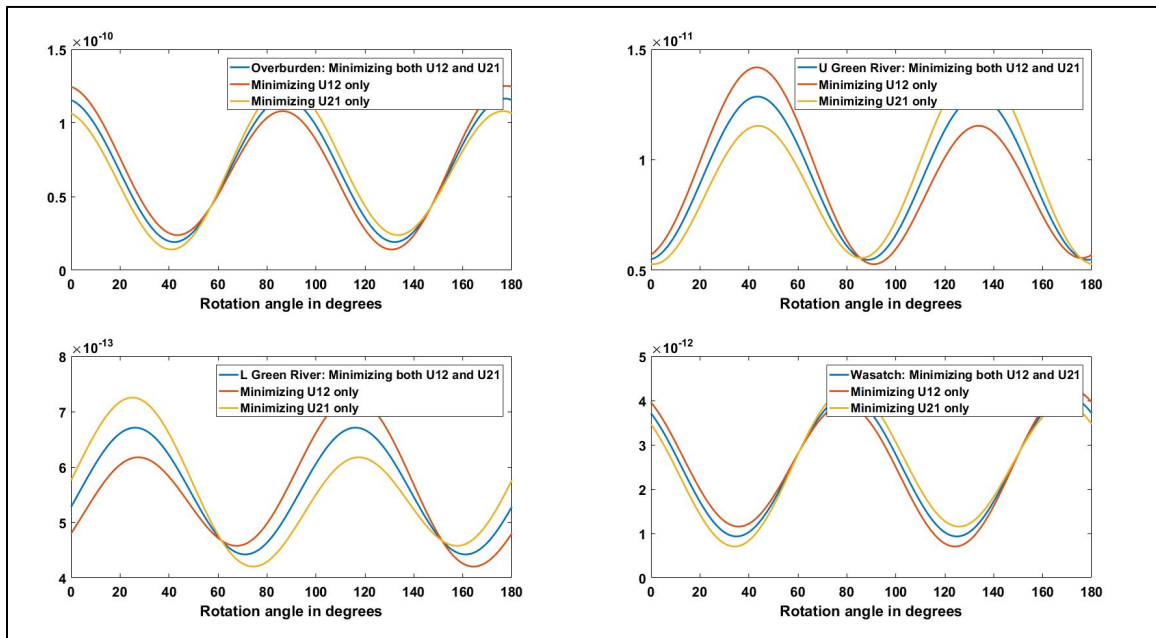 ×10⁻¹⁰
1.5
1
0.5
0
Overburden: Minimizing both U12 and U21
Minimizing U12 only
Minimizing U21 only
0 20 40 60 80 100 120 140 160 180
Rotation angle in degrees
×10⁻¹¹
1.5
1
0.5
U Green River: Minimizing both U12 and U21
Minimizing U12 only
Minimizing U21 only
0 20 40 60 80 100 120 140 160 180
Rotation angle in degrees
×10⁻¹³
8
7
6
5
4
L Green River: Minimizing both U12 and U21
Minimizing U12 only
Minimizing U21 only
0 20 40 60 80 100 120 140 160 180
Rotation angle in degrees
×10⁻¹²
5
4
3
2
1
0
Wasatch: Minimizing both U12 and U21
Minimizing U12 only
Minimizing U21 only
0 20 40 60 80 100 120 140 160 180
Rotation angle in degrees